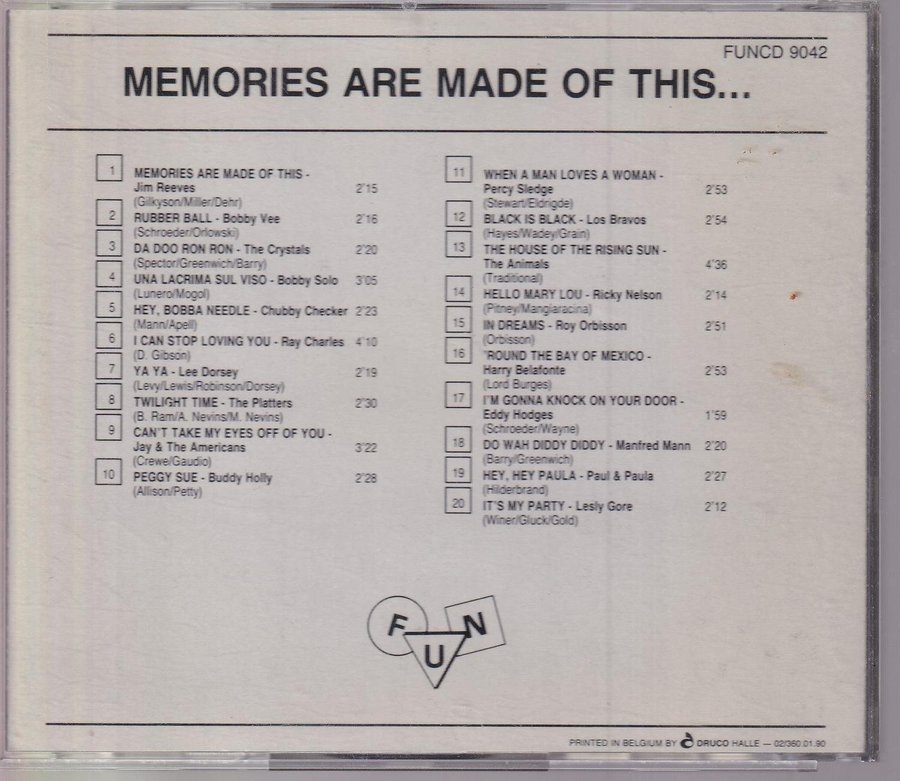 FUNCD 9042
MEMORIES ARE MADE OF THIS...
1 MEMORIES ARE MADE OF THIS -
Jim Reeves 2'15
(Gilkyson/Miller/Dehr)
2 RUBBER BALL - Bobby Vee 2'16
(Schroeder/Orlowski)
3 DA DOO RON RON - The Crystals 2'20
(Spector/Greenwich/Barry)
4 UNA LACRIMA SUL VISO - Bobby Solo 3'05
(Lunero/Mogol)
5 HEY, BOBBA NEEDLE - Chubby Checker 2'23
(Mann/Apell)
6 I CAN STOP LOVING YOU - Ray Charles 4'10
(D. Gibson)
7 YA YA - Lee Dorsey 2'19
(Levy/Lewis/Robinson/Dorsey)
8 TWILIGHT TIME - The Platters 2'30
(B. Ram/A. Nevins/M. Nevins)
9 CAN'T TAKE MY EYES OFF OF YOU -
Jay & The Americans 3'22
(Crewe/Gaudio)
10 PEGGY SUE - Buddy Holly 2'28
(Allison/Petty)
11 WHEN A MAN LOVES A WOMAN -
Percy Sledge 2'53
(Stewart/Eldrigde)
12 BLACK IS BLACK - Los Bravos 2'54
(Hayes/Wadey/Grain)
13 THE HOUSE OF THE RISING SUN -
The Animals 4'36
(Traditional)
14 HELLO MARY LOU - Ricky Nelson 2'14
(Pitney/Mangiaracina)
15 IN DREAMS - Roy Orbisson 2'51
(Orbisson)
16 'ROUND THE BAY OF MEXICO -
Harry Belafonte 2'53
(Lord Burges)
17 I'M GONNA KNOCK ON YOUR DOOR -
Eddy Hodges 1'59
(Schroeder/Wayne)
18 DO WAH DIDDY DIDDY - Manfred Mann 2'20
(Barry/Greenwich)
19 HEY, HEY PAULA - Paul & Paula 2'27
(Hilderbrand)
20 IT'S MY PARTY - Lesly Gore 2'12
(Winer/Gluck/Gold)
FUN
PRINTED IN BELGIUM BY DRUCO HALLE — 02/360.01.90